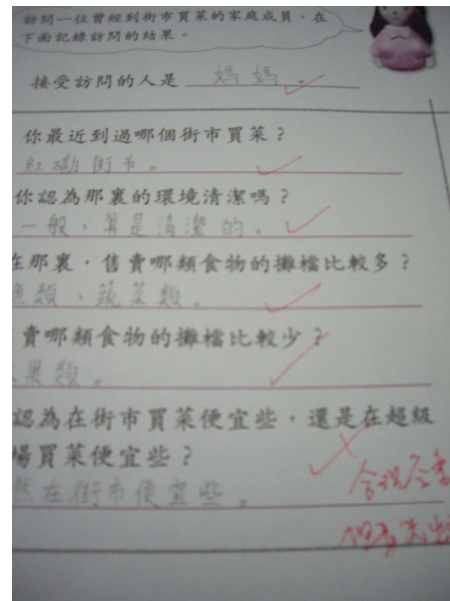 訪問一位曾經到街市買菜的家庭成員，在
下面記錄訪問的結果。
接受訪問的人是 媽媽。
你最近到過哪個街市買菜？
紅磡街市。
你認為那裏的環境清潔嗎？
一般，算是清潔的。
在那裏，售賣哪類食物的攤檔比較多？
魚類、蔬菜類。
賣哪類食物的攤檔比較少？
果類。
認為在街市買菜便宜些，還是在超級
場買菜便宜些？
然在街市便宜些。